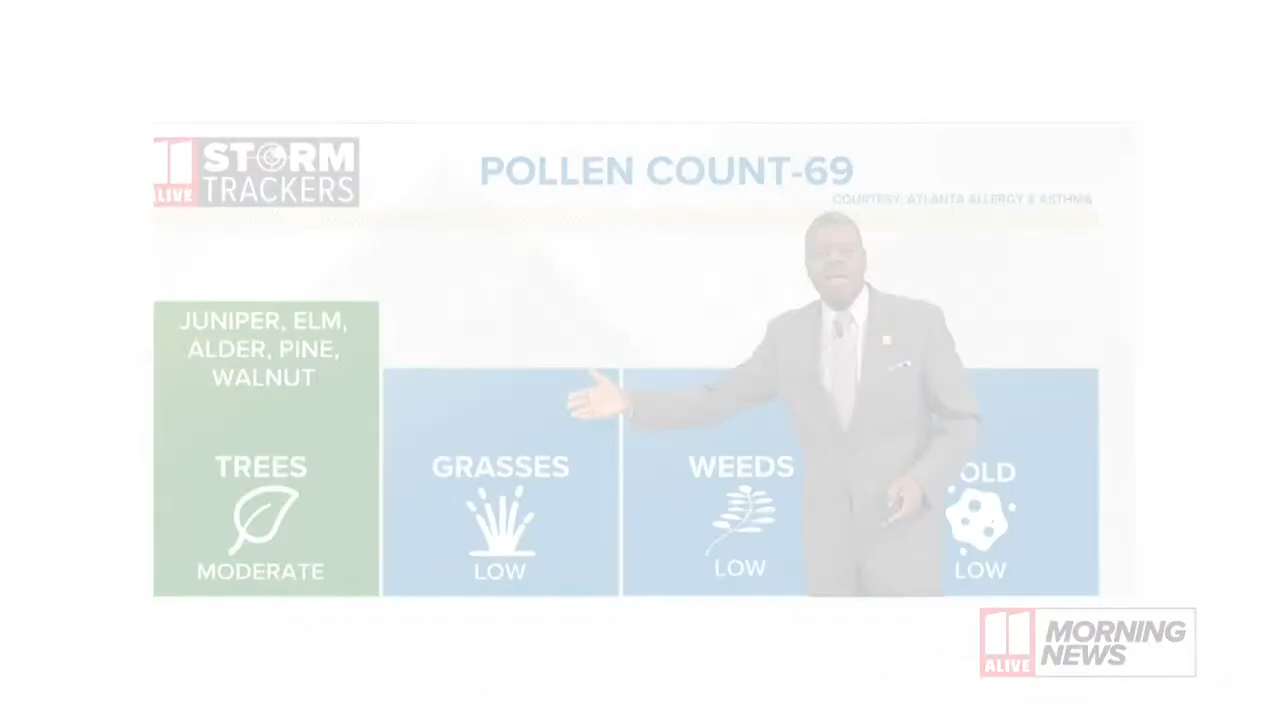 11 ALIVE
STORM
TRACKERS
POLLEN COUNT-69
COURTESY: ATLANTA ALLERGY & ASTHMA
JUNIPER, ELM,
ALDER, PINE,
WALNUT
TREES
MODERATE
GRASSES
LOW
WEEDS
LOW
OLD
LOW
11 ALIVE
MORNING
NEWS